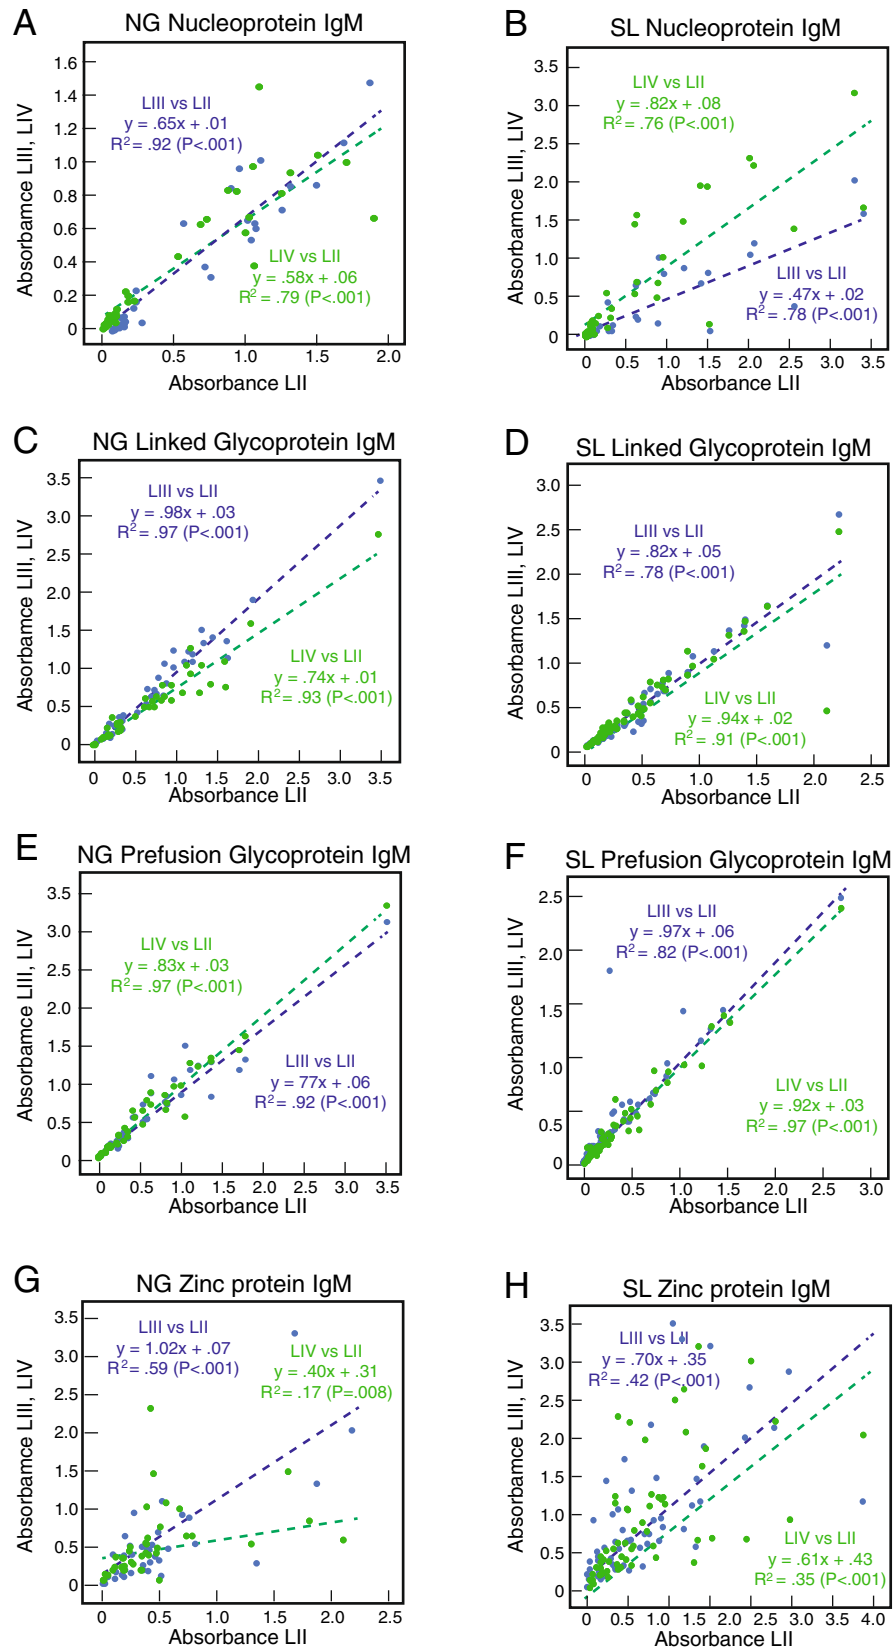 A
NG Nucleoprotein IgM
Absorbamce LIII, LIV
1.6
1.4
1.2
1.0
0.8
0.6
0.4
0.2
0
LIII vs LII
y = .65x + .01
R2 = .92 (P<.001)
LIV vs LII
y = .58x + .06
R2 = .79 (P<.001)
0 0.5 1.0 1.5 2.0
Absorbance LII
B
SL Nucleoprotein IgM
Absorbamce LIII, LIV
3.5
3.0
2.5
2.0
1.5
1.0
0.5
0
LIV vs LII
y = .82x + .08
R2 = .76 (P<.001)
LIII vs LII
y = .47x + .02
R2 = .78 (P<.001)
0 0.5 1.0 1.5 2.0 2.5 3.0 3.5
Absorbance LII
C
NG Linked Glycoprotein IgM
Absorbamce LIII, LIV
3.5
3.0
2.5
2.0
1.5
1.0
0.5
0
LIII vs LII
y = .98x + .03
R2 = .97 (P<.001)
LIV vs LII
y = .74x + .01
R2 = .93 (P<.001)
0 0.5 1.0 1.5 2.0 2.5 3.0 3.5
Absorbance LII
D
SL Linked Glycoprotein IgM
Absorbamce LIII, LIV
3.0
2.5
2.0
1.5
1.0
0.5
0
LIII vs LII
y = .82x + .05
R2 = .78 (P<.001)
LIV vs LII
y = .94x + .02
R2 = .91 (P<.001)
0 0.5 1.0 1.5 2.0 2.5
Absorbance LII
E
NG Prefusion Glycoprotein IgM
Absorbamce LIII, LIV
3.5
3.0
2.5
2.0
1.5
1.0
0.5
0
LIV vs LII
y = .83x + .03
R2 = .97 (P<.001)
LIII vs LII
y = 77x + .06
R2 = .92 (P<.001)
0 0.5 1.0 1.5 2.0 2.5 3.0 3.5
Absorbance LII
F
SL Prefusion Glycoprotein IgM
Absorbamce LIII, LIV
2.5
2.0
1.5
1.0
0.5
0
LIII vs LII
y = .97x + .06
R2 = .82 (P<.001)
LIV vs LII
y = .92x + .03
R2 = .97 (P<.001)
0 0.5 1.0 1.5 2.0 2.5 3.0
Absorbance LII
G
NG Zinc protein IgM
Absorbamce LIII, LIV
3.5
3.0
2.5
2.0
1.5
1.0
0.5
0
LIII vs LII
y = 1.02x + .07
R2 = .59 (P<.001)
LIV vs LII
y = .40x + .31
R2 = .17 (P=.008)
0 0.5 1.0 1.5 2.0 2.5
Absorbance LII
H
SL Zinc protein IgM
Absorbamce LIII, LIV
3.5
3.0
2.5
2.0
1.5
1.0
0.5
0
LIII vs LII
y = .70x + .35
R2 = .42 (P<.001)
LIV vs LII
y = .61x + .43
R2 = .35 (P<.001)
0 0.5 1.0 1.5 2.0 2.5 3.0 3.5 4.0
Absorbance LII